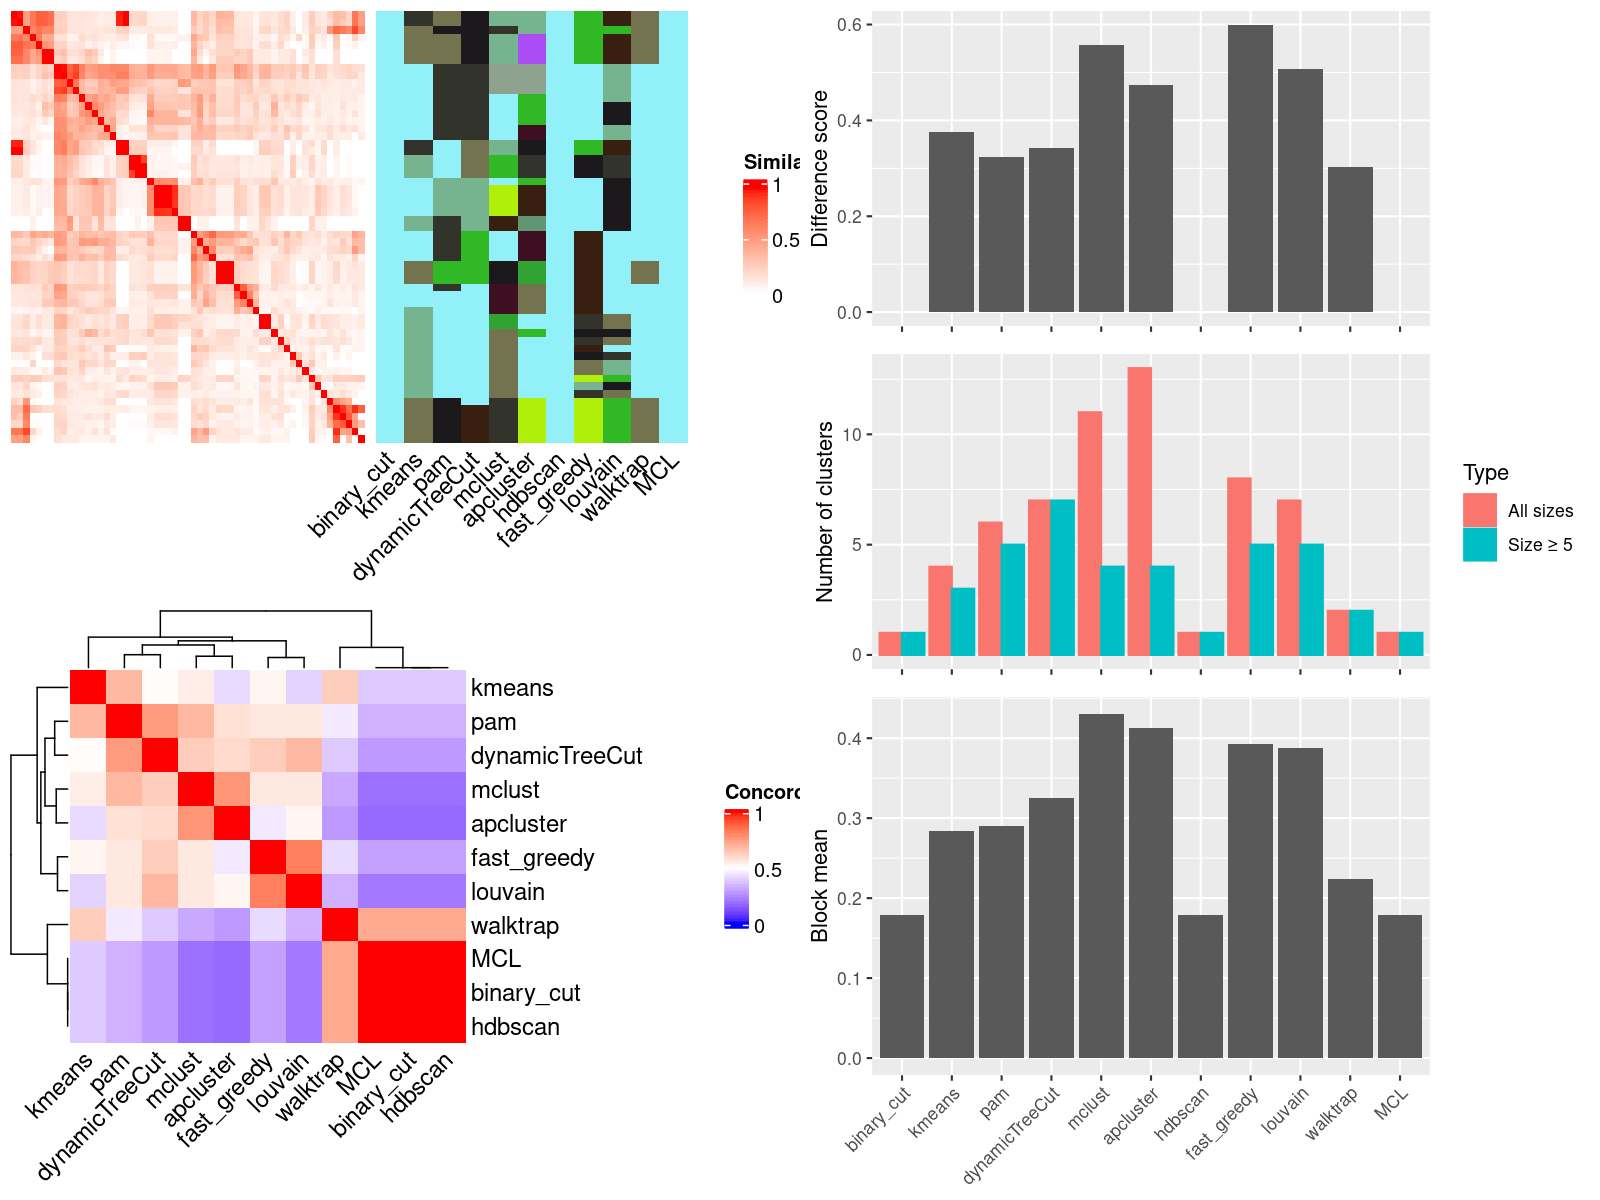 Simila
1
0.5
0
binary_cut
kmeans
pam
dynamicTreeCut
mclust
apcluster
hdbscan
fast_greedy
louvain
walktrap
MCL
kmeans
pam
dynamicTreeCut
mclust
apcluster
fast_greedy
louvain
walktrap
MCL
binary_cut
hdbscan
kmeans
pam
dynamicTreeCut
mclust
apcluster
fast_greedy
louvain
walktrap
MCL
binary_cut
hdbscan
Concord
1
0.5
0
Difference score
0.6
0.4
0.2
0.0
Number of clusters
10
5
0
Type
All sizes
Size ≥ 5
Block mean
0.4
0.3
0.2
0.1
0.0
binary_cut
kmeans
pam
dynamicTreeCut
mclust
apcluster
hdbscan
fast_greedy
louvain
walktrap
MCL